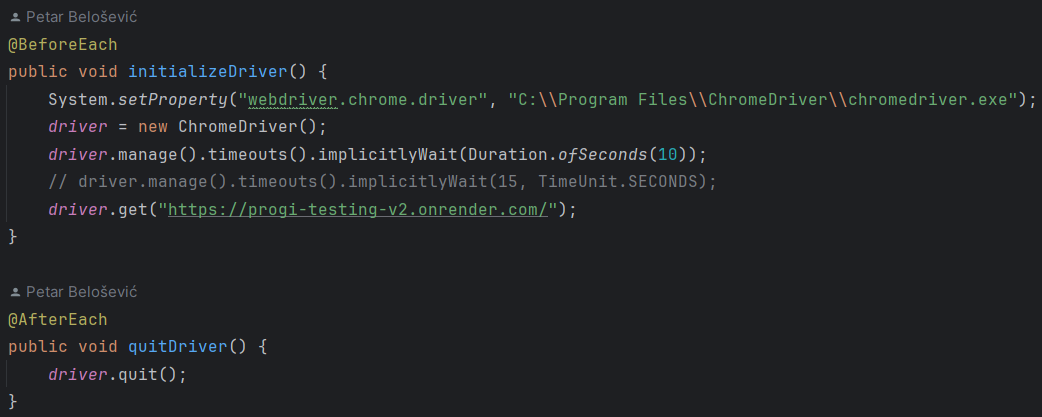 Petar Belošević
@BeforeEach
public void initializeDriver() {
    System.setProperty("webdriver.chrome.driver", "C:\\Program Files\\ChromeDriver\\chromedriver.exe");
    driver = new ChromeDriver();
    driver.manage().timeouts().implicitlyWait(Duration.ofSeconds(10));
    // driver.manage().timeouts().implicitlyWait(15, TimeUnit.SECONDS);
    driver.get("https://progi-testing-v2.onrender.com/");
}
Petar Belošević
@AfterEach
public void quitDriver() {
    driver.quit();
}